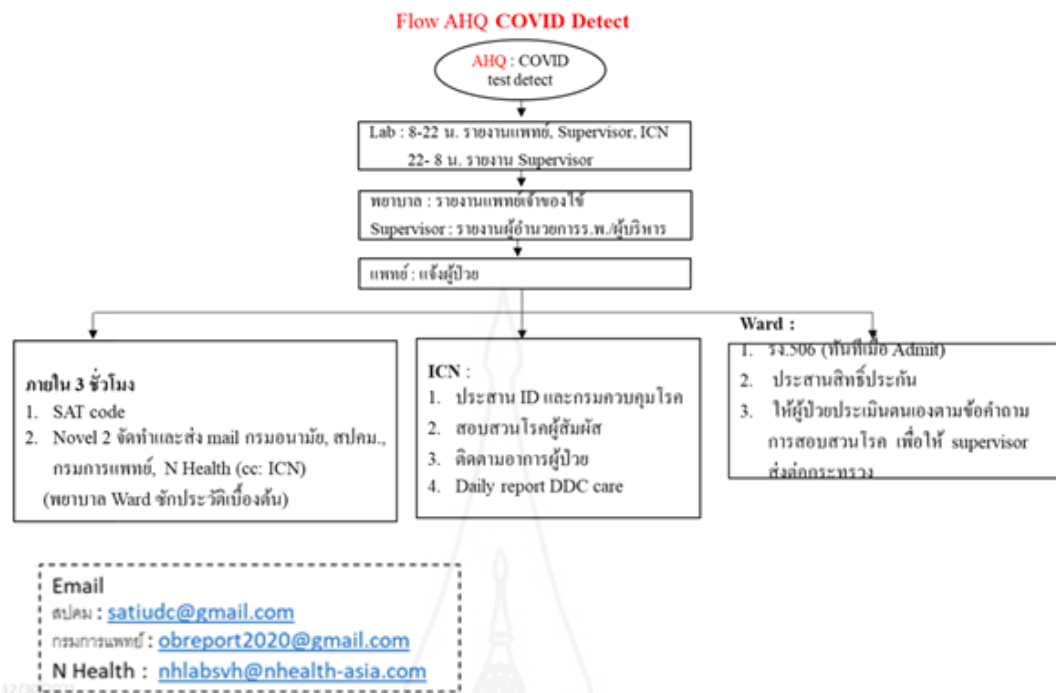 Flow AHQ COVID Detect
AHQ : COVID
test detect
Lab : 8-22 น. รายงานแพทย์, Supervisor, ICN
22- 8 น. รายงาน Supervisor
พยาบาล : รายงานแพทย์เจ้าของไข้
Supervisor : รายงานผู้อำนวยการร.พ./ผู้บริหาร
แพทย์ : แจ้งผู้ป่วย
ภายใน 3 ชั่วโมง
1. SAT code
2. Novel 2 จัดทำและส่ง mail กรมอนามัย, สปคม.,
กรมการแพทย์, N Health (cc: ICN)
(พยาบาล Ward ซักประวัติเบื้องต้น)
ICN :
1. ประสาน ID และกรมควบคุมโรค
2. สอบสวนโรคผู้สัมผัส
3. ติดตามอาการผู้ป่วย
4. Daily report DDC care
Ward :
1. รง.506 (ทันทีเมื่อ Admit)
2. ประสานสิทธิ์ประกัน
3. ให้ผู้ป่วยประเมินตนเองตามข้อคำถาม
การสอบสวนโรค เพื่อให้ supervisor
ส่งต่อกระทรวง
Email
สปคม : satiudc@gmail.com
กรมการแพทย์ : obreport2020@gmail.com
N Health : nhlabsvh@nhealth-asia.com